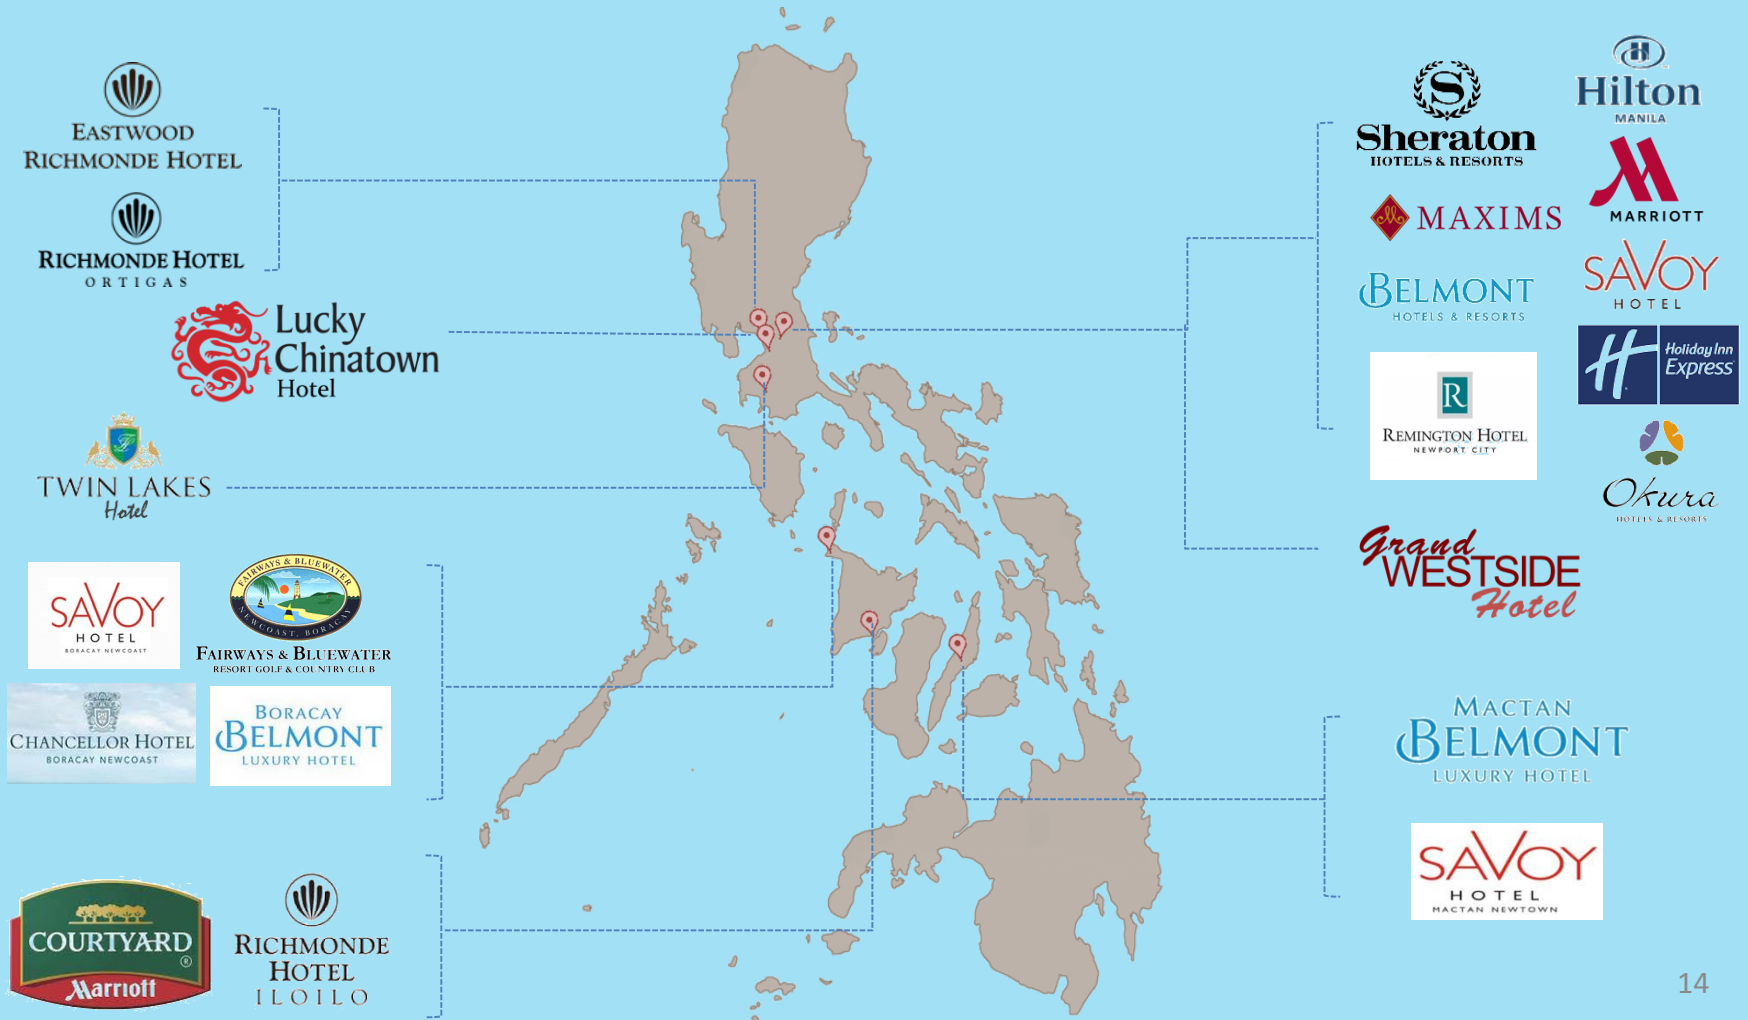 EASTWOOD
RICHMONDE HOTEL
RICHMONDE HOTEL
ORTIGAS
Lucky
Chinatown
Hotel
TL
TWIN LAKES
Hotel
SAVOY
HOTEL
BORACAY NEWCOAST
FAIRWAYS & BLUEWATER
NEWCOAST, BORACAY
FAIRWAYS & BLUEWATER
RESORT GOLF & COUNTRY CLUB
CHANCELLOR HOTEL
BORACAY NEWCOAST
BORACAY
BELMONT
LUXURY HOTEL
COURTYARD
®
Marriott
RICHMONDE
HOTEL
ILOILO
S
Sheraton
HOTELS & RESORTS
H
Hilton
MANILA
M
MARRIOTT
MAXIMS
BELMONT
HOTELS & RESORTS
SAVOY
HOTEL
R
REMINGTON HOTEL
NEWPORT CITY
H
Holiday Inn
Express
Okura
HOTELS & RESORTS
Grand
WESTSIDE
Hotel
MACTAN
BELMONT
LUXURY HOTEL
SAVOY
HOTEL
MACTAN NEWTOWN
14